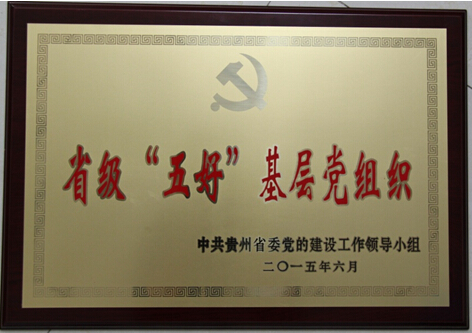 省级“五好”基层党组织
中共贵州省委党的建设工作领导小组
二〇一五年六月